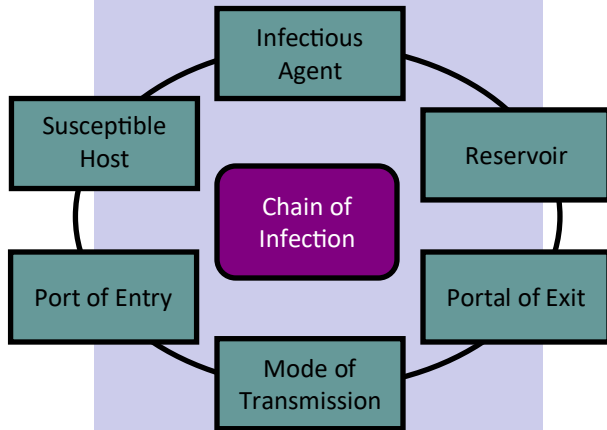 Infectious
Agent
Reservoir
Portal of Exit
Mode of
Transmission
Port of Entry
Susceptible
Host
Chain of
Infection